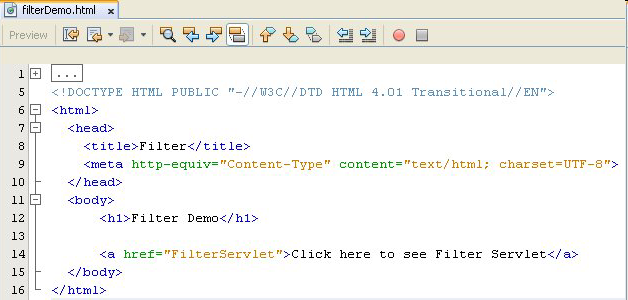 filterDemo.html x
Preview
1 ...
5 <!DOCTYPE HTML PUBLIC "-//W3C//DTD HTML 4.01 Transitional//EN">
6 <html>
7 <head>
8 <title>Filter</title>
9 <meta http-equiv="Content-Type" content="text/html; charset=UTF-8">
10 </head>
11 <body>
12 <h1>Filter Demo</h1>
13
14 <a href="FilterServlet">Click here to see Filter Servlet</a>
15 </body>
16 </html>